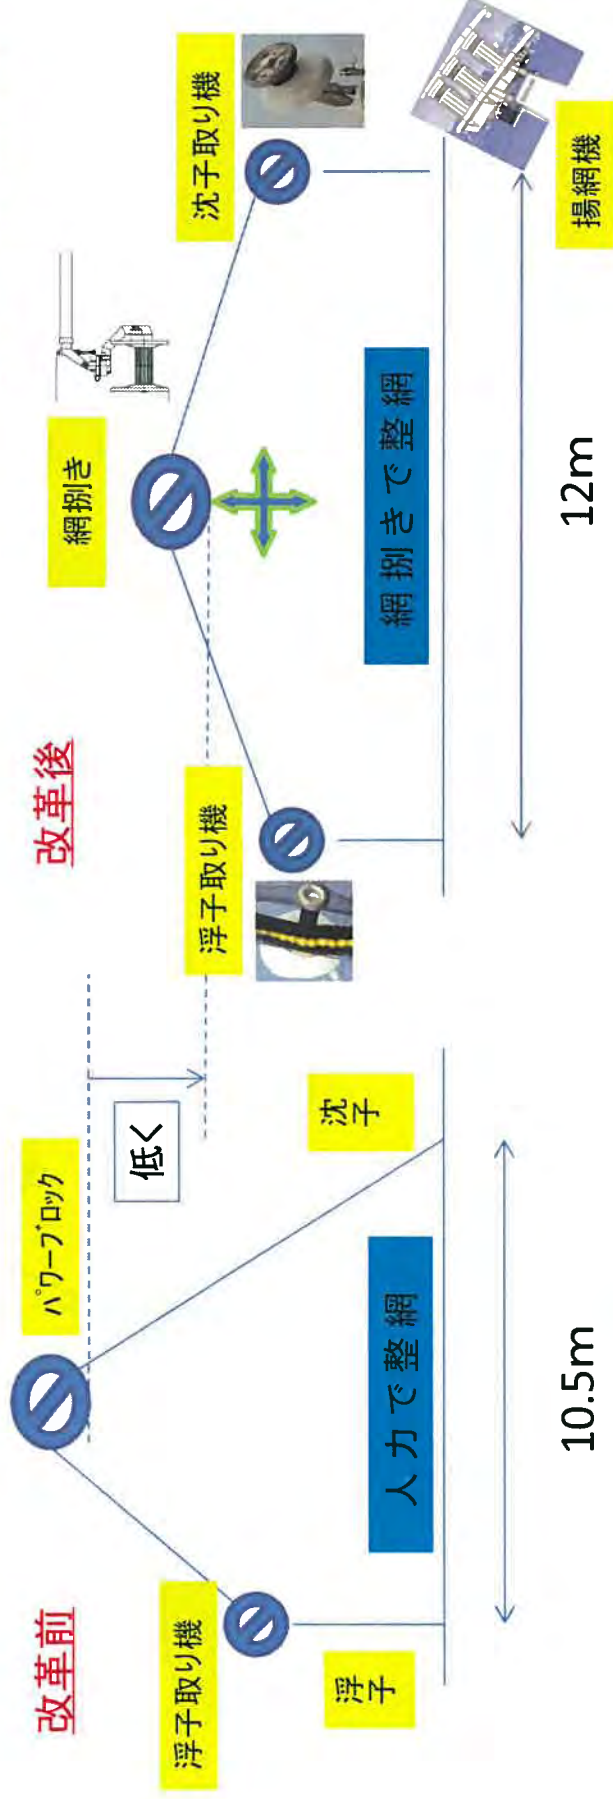 改革前
パワーブロック
浮子取り機
低く
浮
子
沈
子
人力で整網
10.5m
改革後
網捌き
沈子取り機
浮子取り機
網捌きで整網
揚網機
12m